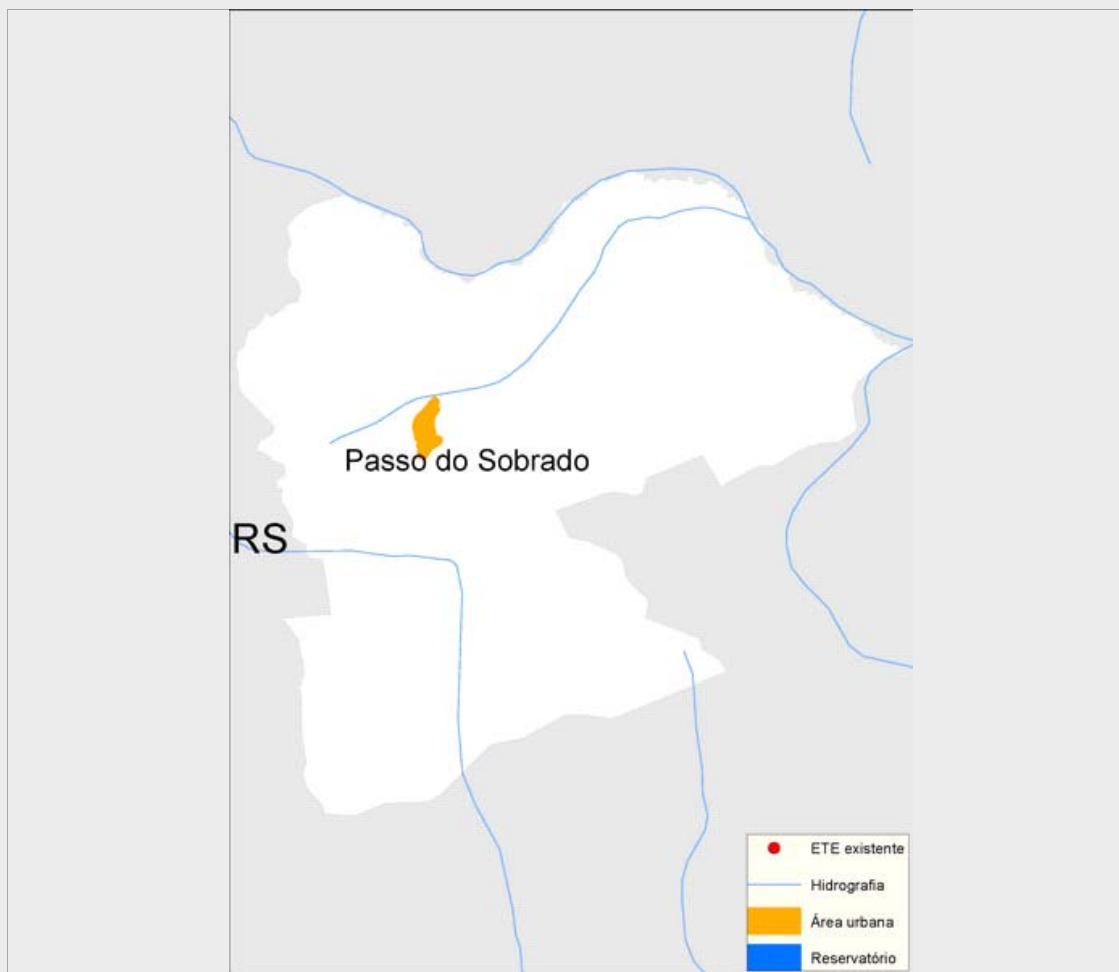 Passo do Sobrado
RS
ETE existente
Hidrografia
Área urbana
Reservatório